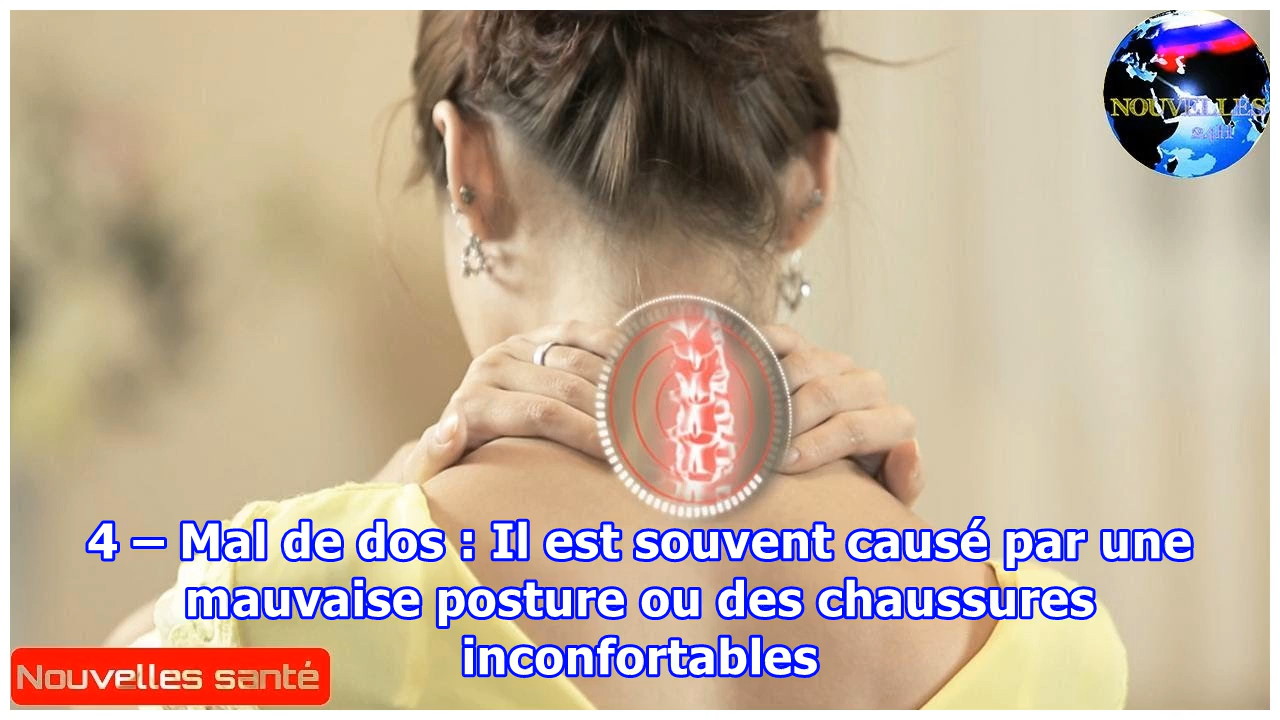 NOUVELLES
24H
4 – Mal de dos : Il est souvent causé par une
mauvaise posture ou des chaussures
inconfortables
Nouvelles santé